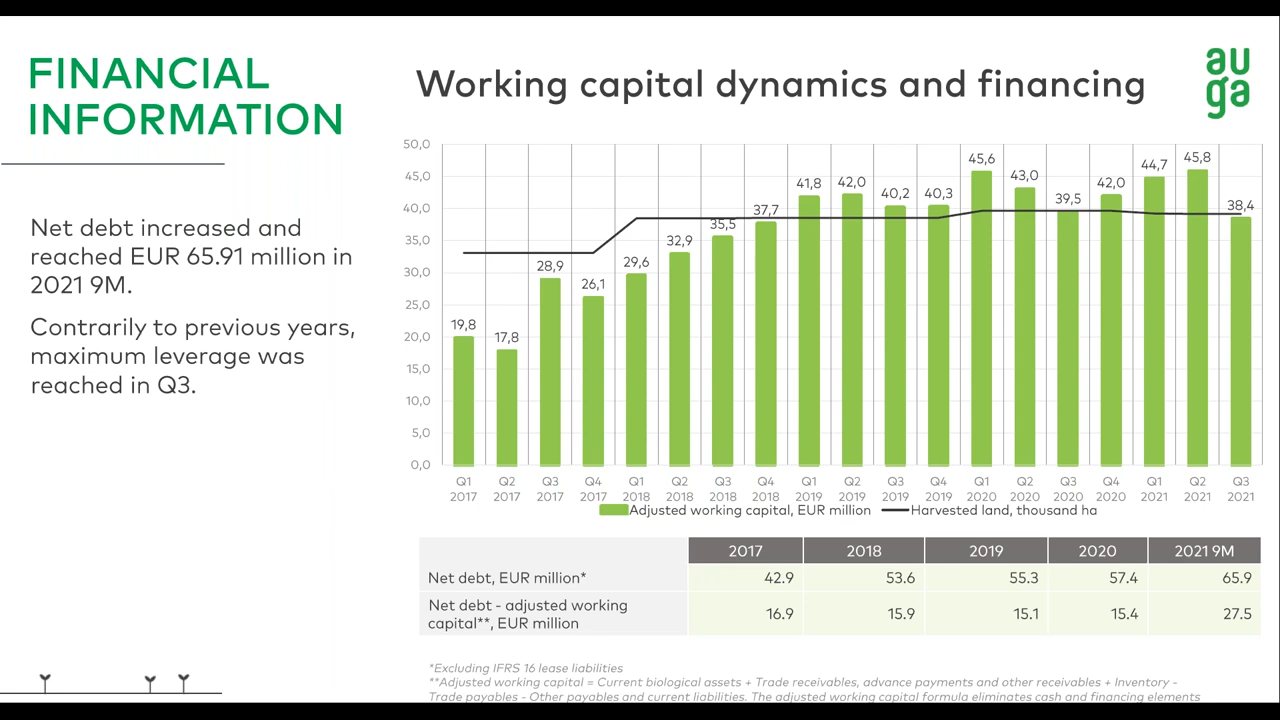 FINANCIAL
INFORMATION
Net debt increased and
reached EUR 65.91 million in
2021 9M.
Contrarily to previous years,
maximum leverage was
reached in Q3.
Working capital dynamics and financing
au
ga
50,0
45,0
40,0
35,0
30,0
25,0
20,0
15,0
10,0
5,0
0,0
19,8
17,8
28,9
26,1
29,6
32,9
35,5
37,7
41,8
42,0
40,2
40,3
45,6
43,0
39,5
42,0
44,7
45,8
38,4
Q1 Q2 Q3 Q4 Q1 Q2 Q3 Q4 Q1 Q2 Q3 Q4 Q1 Q2 Q3 Q4 Q1 Q2 Q3
2017 2017 2017 2017 2018 2018 2018 2018 2019 2019 2019 2019 2020 2020 2020 2020 2021 2021 2021
Adjusted working capital, EUR million Harvested land, thousand ha
2017 2018 2019 2020 2021 9M
Net debt, EUR million* 42.9 53.6 55.3 57.4 65.9
Net debt - adjusted working
capital**, EUR million 16.9 15.9 15.1 15.4 27.5
*Excluding IFRS 16 lease liabilities
**Adjusted working capital = Current biological assets + Trade receivables, advance payments and other receivables + Inventory -
Trade payables - Other payables and current liabilities. The adjusted working capital formula eliminates cash and financing elements